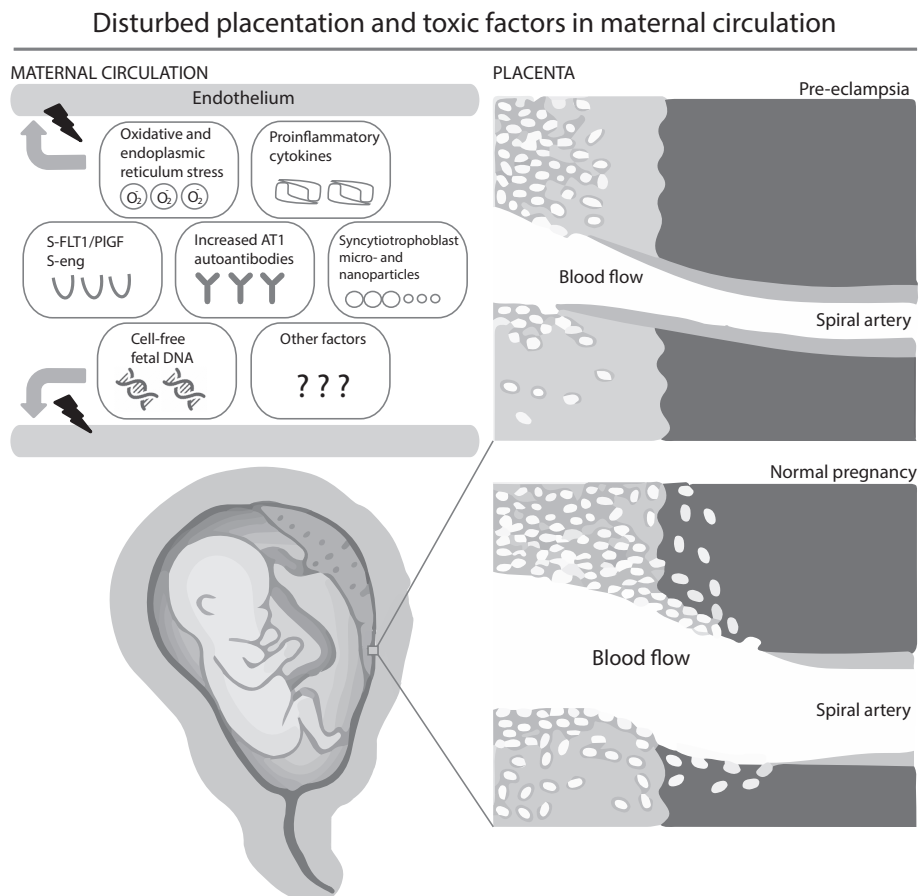 Disturbed placentation and toxic factors in maternal circulation
MATERNAL CIRCULATION
Endothelium
Oxidative and
endoplasmic
reticulum stress
O₂⁻ O₂⁻ O₂⁻
Proinflammatory
cytokines
S-FLT1/PlGF
S-eng
Increased AT1
autoantibodies
Syncytiotrophoblast
micro- and
nanoparticles
Cell-free
fetal DNA
Other factors
? ? ?
PLACENTA
Pre-eclampsia
Blood flow
Spiral artery
Normal pregnancy
Blood flow
Spiral artery